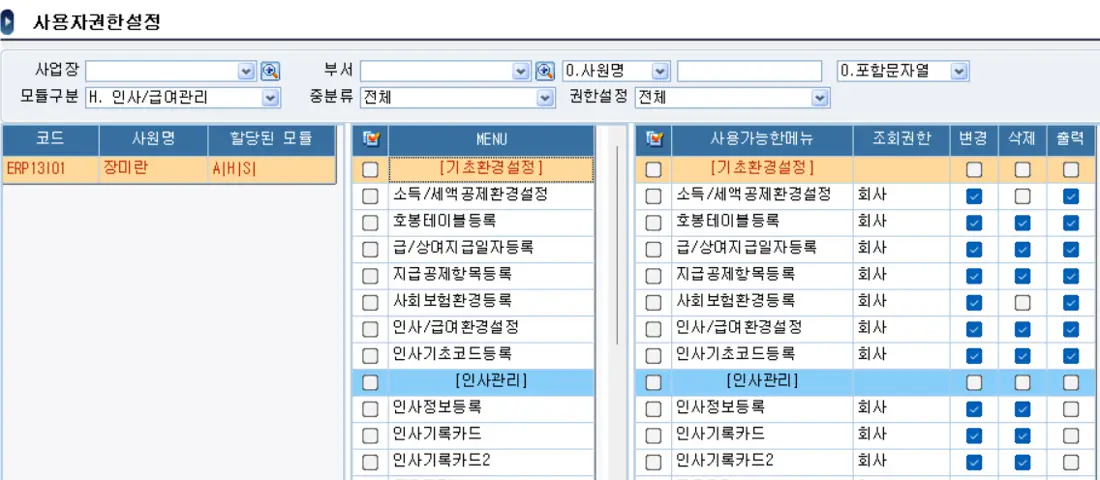 사용자권한설정
사업장 부서 0.사원명 0.포함문자열
모듈구분 H. 인사/급여관리 중분류 전체 권한설정 전체
코드 사원명 할당된 모듈 MENU 사용가능한메뉴 조회권한 변경 삭제 출력
ERP13I01 장미란 A|H|S| [기초환경설정] [기초환경설정]
소득/세액공제환경설정 소득/세액공제환경설정 회사
호봉테이블등록 호봉테이블등록 회사
급/상여지급일자등록 급/상여지급일자등록 회사
지급공제항목등록 지급공제항목등록 회사
사회보험환경등록 사회보험환경등록 회사
인사/급여환경설정 인사/급여환경설정 회사
인사기초코드등록 인사기초코드등록 회사
[인사관리] [인사관리]
인사정보등록 인사정보등록 회사
인사기록카드 인사기록카드 회사
인사기록카드2 인사기록카드2 회사